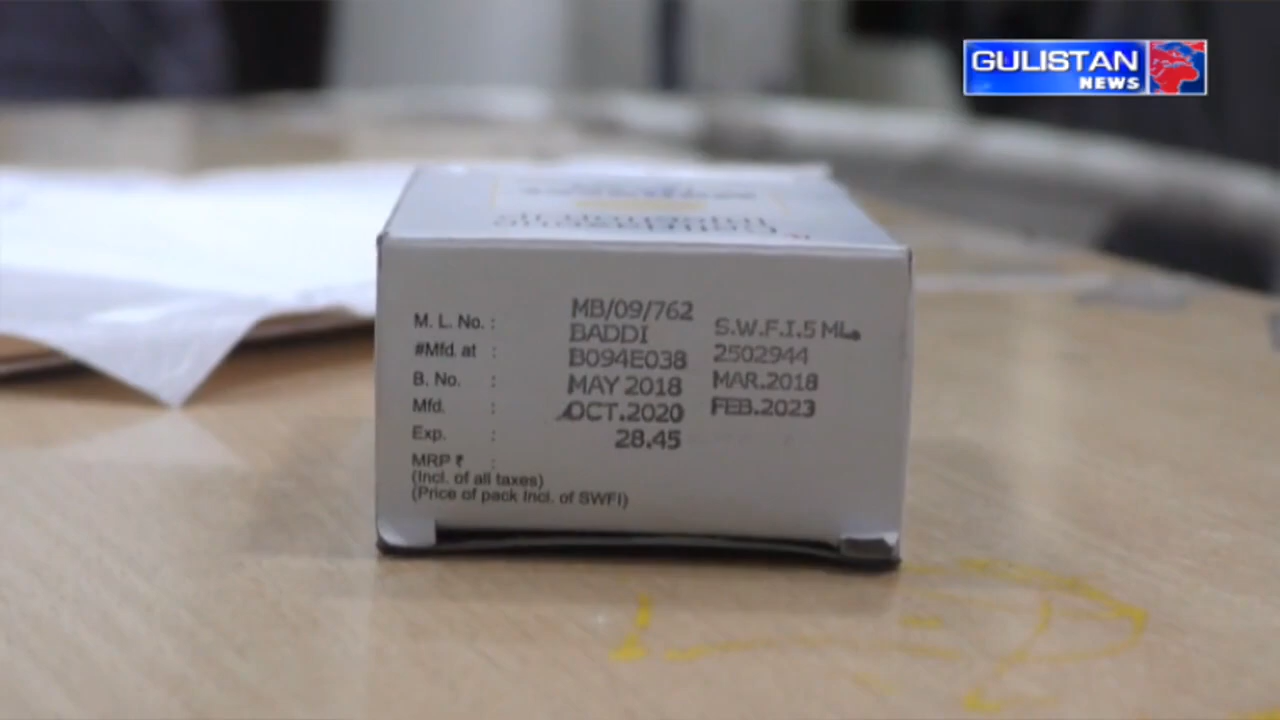 GULISTAN
NEWS
M. L. No. : MB/09/762
#Mfd. at : BADDI S.W.F.I.5 ML.
B. No. : B094E038 2502944
Mfd. : MAY 2018 MAR.2018
Exp. : OCT.2020 FEB.2023
MRP ₹ : 28.45
(Incl. of all taxes)
(Price of pack Incl. of SWFI)